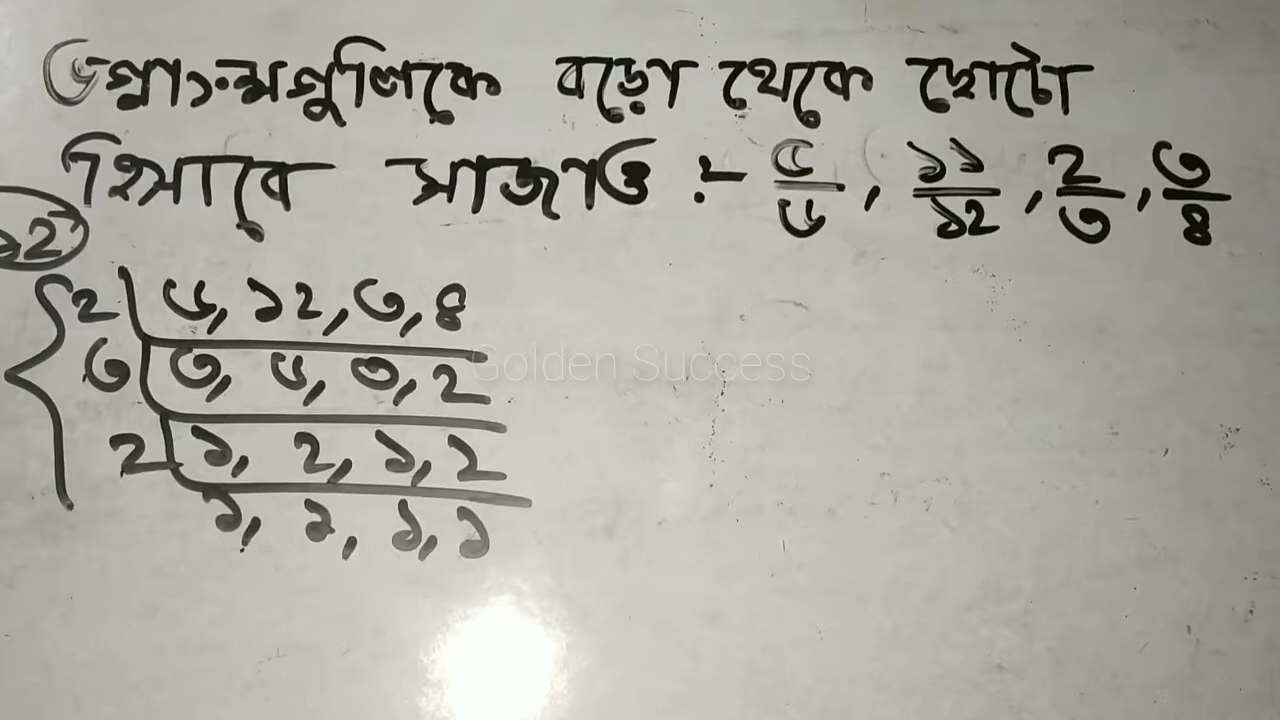 ভগ্নাংশগুলিকে বড়ো থেকে ছোটো
হিসাবে সাজাও :- ৫/৬, ১১/১২, ২/৩, ৩/৪
১২
২ | ৬, ১২, ৩, ৪
৩ | ৩, ৬, ৩, ২
২ | ১, ২, ১, ২
১, ১, ১, ১
Golden Success